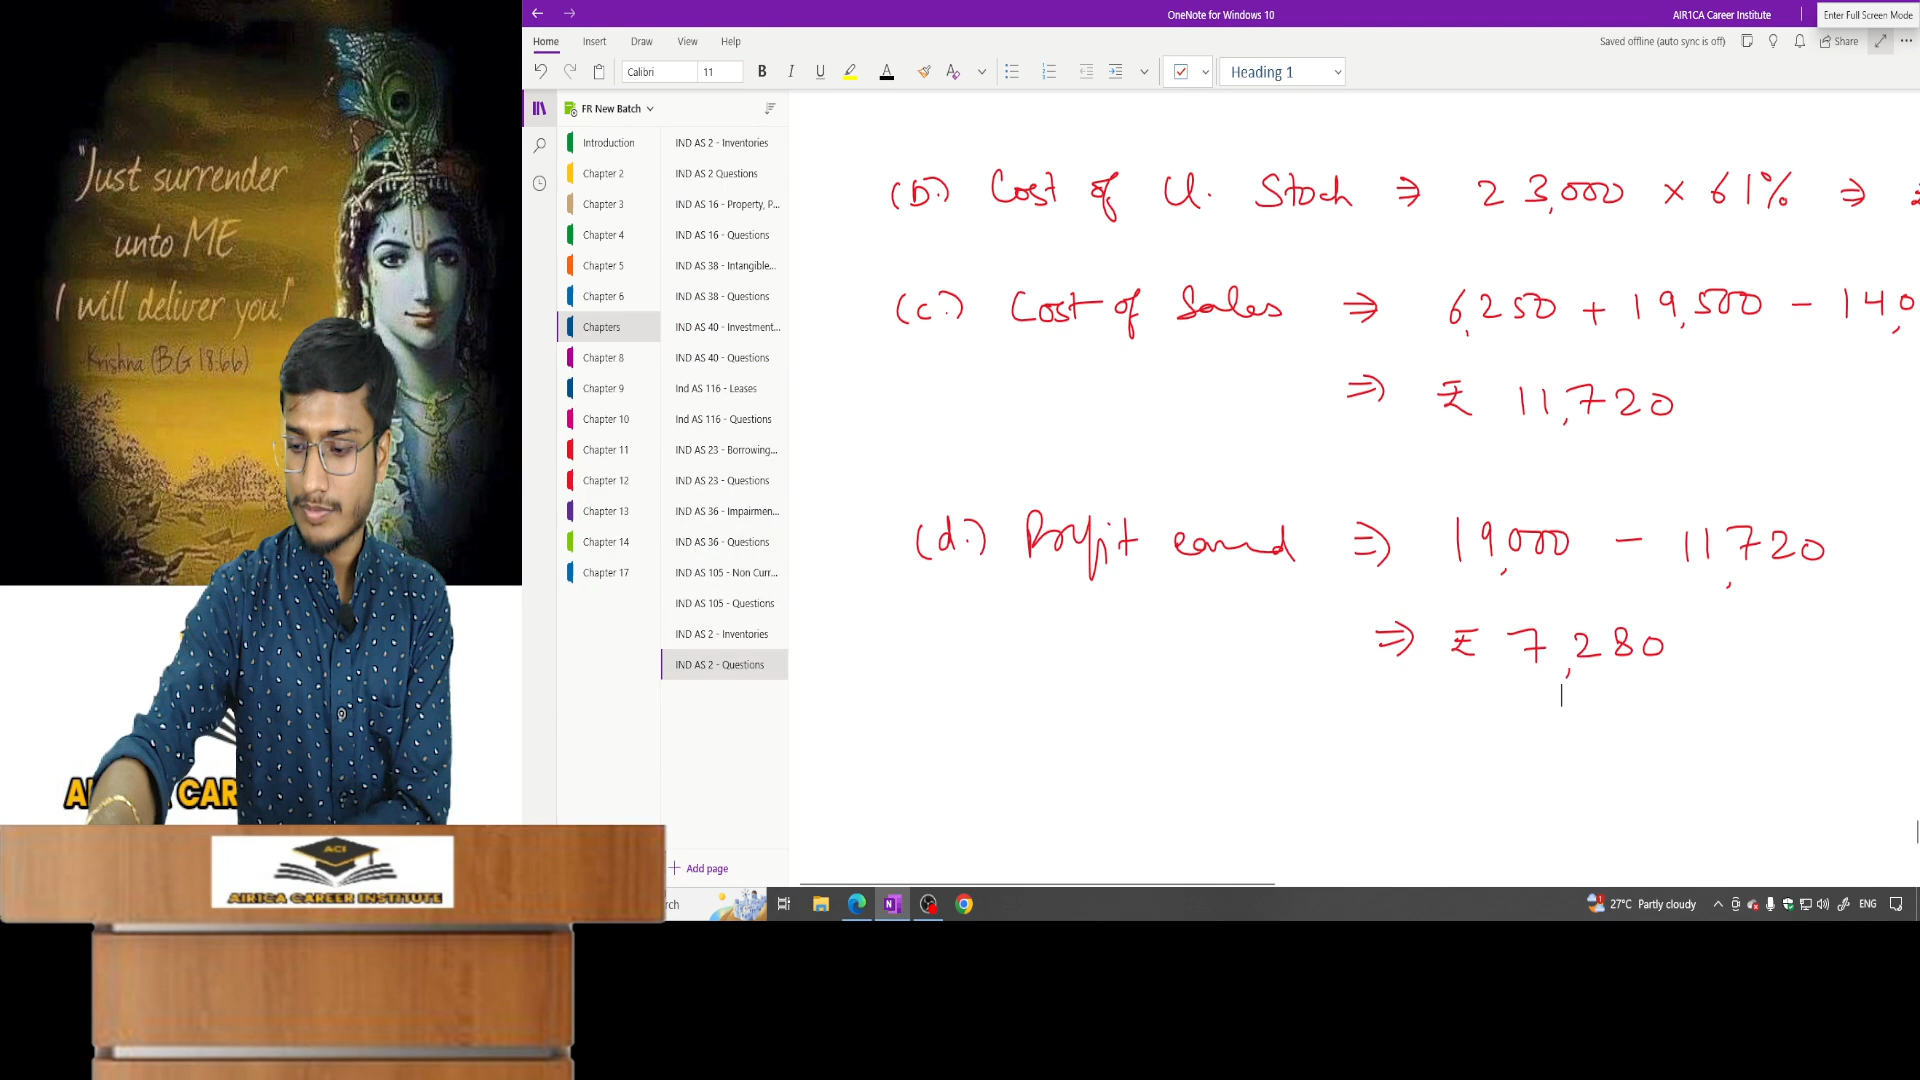 "Just surrender
unto ME
I will deliver you!"
- Krishna (B.G 18:66)
CAR
ACI
AIR1CA CAREER INSTITUTE
OneNote for Windows 10
AIR1CA Career Institute
Enter Full Screen Mode
Home Insert Draw View Help
Saved offline (auto sync is off)
Share
Calibri 11 B I U A Heading 1
FR New Batch
Introduction
Chapter 2
Chapter 3
Chapter 4
Chapter 5
Chapter 6
Chapters
Chapter 8
Chapter 9
Chapter 10
Chapter 11
Chapter 12
Chapter 13
Chapter 14
Chapter 17
IND AS 2 - Inventories
IND AS 2 Questions
IND AS 16 - Property, P...
IND AS 16 - Questions
IND AS 38 - Intangible...
IND AS 38 - Questions
IND AS 40 - Investment...
IND AS 40 - Questions
Ind AS 116 - Leases
Ind AS 116 - Questions
IND AS 23 - Borrowing...
IND AS 23 - Questions
IND AS 36 - Impairmen...
IND AS 36 - Questions
IND AS 105 - Non Curr...
IND AS 105 - Questions
IND AS 2 - Inventories
IND AS 2 - Questions
+ Add page
(b.) Cost of U. Stock ⇒ 23,000 × 61% ⇒
(c.) Cost of Sales ⇒ 6,250 + 19,500 - 14,0
⇒ ₹ 11,720
(d.) Profit earned ⇒ 19,000 - 11,720
⇒ ₹ 7,280
rch
27°C Partly cloudy
ENG